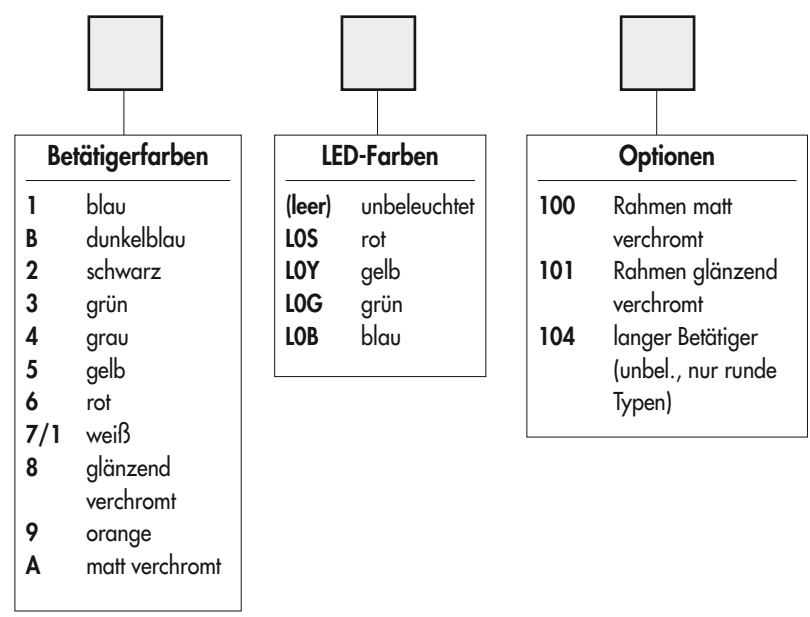 Betätigerfarben
1 blau
B dunkelblau
2 schwarz
3 grün
4 grau
5 gelb
6 rot
7/1 weiß
8 glänzend
verchromt
9 orange
A matt verchromt
LED-Farben
(leer) unbeleuchtet
L0S rot
L0Y gelb
L0G grün
L0B blau
Optionen
100 Rahmen matt
verchromt
101 Rahmen glänzend
verchromt
104 langer Betätiger
(unbel., nur runde
Typen)